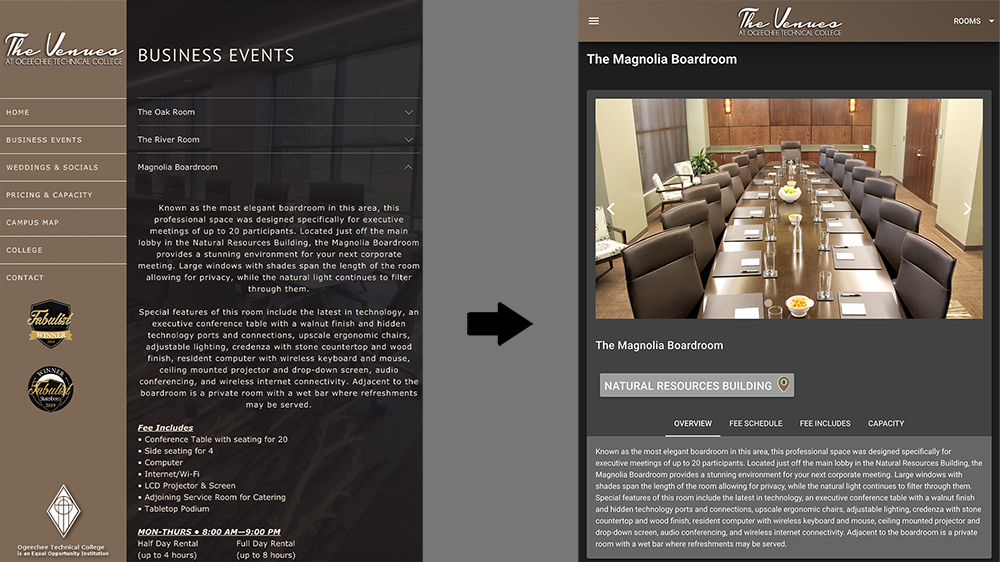 The Venues
AT OGEECHEE TECHNICAL COLLEGE
HOME
BUSINESS EVENTS
WEDDINGS & SOCIALS
PRICING & CAPACITY
CAMPUS MAP
COLLEGE
CONTACT
Fabulist
WINNER
2019
WINNER
Fabulist
Statesboro
2019
Ogeechee Technical College
is an Equal Opportunity Institution
BUSINESS EVENTS
The Oak Room
The River Room
Magnolia Boardroom
Known as the most elegant boardroom in this area, this
professional space was designed specifically for executive
meetings of up to 20 participants. Located just off the main
lobby in the Natural Resources Building, the Magnolia Boardroom
provides a stunning environment for your next corporate
meeting. Large windows with shades span the length of the room
allowing for privacy, while the natural light continues to filter
through them.
Special features of this room include the latest in technology, an
executive conference table with a walnut finish and hidden
technology ports and connections, upscale ergonomic chairs,
adjustable lighting, credenza with stone countertop and wood
finish, resident computer with wireless keyboard and mouse,
ceiling mounted projector and drop-down screen, audio
conferencing, and wireless internet connectivity. Adjacent to the
boardroom is a private room with a wet bar where refreshments
may be served.
Fee Includes
• Conference Table with seating for 20
• Side seating for 4
• Computer
• Internet/Wi-Fi
• LCD Projector & Screen
• Adjoining Service Room for Catering
• Tabletop Podium
MON-THURS • 8:00 AM—9:00 PM
Half Day Rental Full Day Rental
(up to 4 hours) (up to 8 hours)
The Venues
AT OGEECHEE TECHNICAL COLLEGE
ROOMS
The Magnolia Boardroom
The Magnolia Boardroom
NATURAL RESOURCES BUILDING
OVERVIEW FEE SCHEDULE FEE INCLUDES CAPACITY
Known as the most elegant boardroom in this area, this professional space was designed specifically for
executive meetings of up to 20 participants. Located just off the main lobby in the Natural Resources Building, the
Magnolia Boardroom provides a stunning environment for your next corporate meeting. Large windows with
shades span the length of the room allowing for privacy, while the natural light continues to filter through them.
Special features of this room include the latest in technology, an executive conference table with a walnut finish
and hidden technology ports and connections, upscale ergonomic chairs, adjustable lighting, credenza with stone
countertop and wood finish, resident computer with wireless keyboard and mouse, ceiling mounted projector and
drop-down screen, audio conferencing, and wireless internet connectivity. Adjacent to the boardroom is a private
room with a wet bar where refreshments may be served.